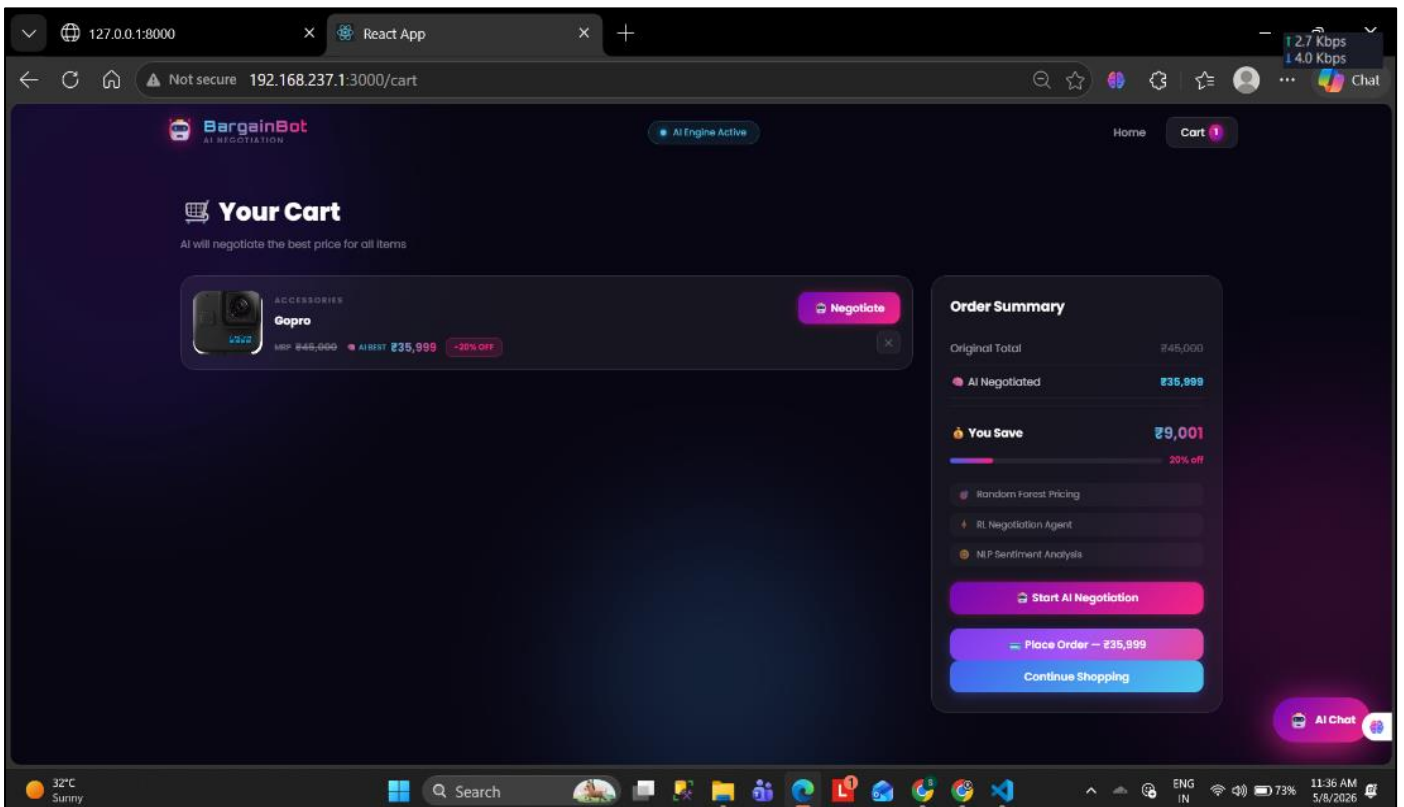 127.0.0.1:8000
React App
2.7 Kbps
4.0 Kbps
Not secure 192.168.237.1:3000/cart
Chat
BargainBot
AI NEGOTIATION
AI Engine Active
Home
Cart 1
Your Cart
AI will negotiate the best price for all items
ACCESSORIES
Gopro
MRP ₹45,000 AI BEST ₹35,999 -20% OFF
Negotiate
Order Summary
Original Total ₹45,000
AI Negotiated ₹35,999
You Save ₹9,001
20% off
Random Forest Pricing
RL Negotiation Agent
NLP Sentiment Analysis
Start AI Negotiation
Place Order — ₹35,999
Continue Shopping
AI Chat
32°C
Sunny
Search
ENG
IN
73%
11:36 AM
5/8/2026